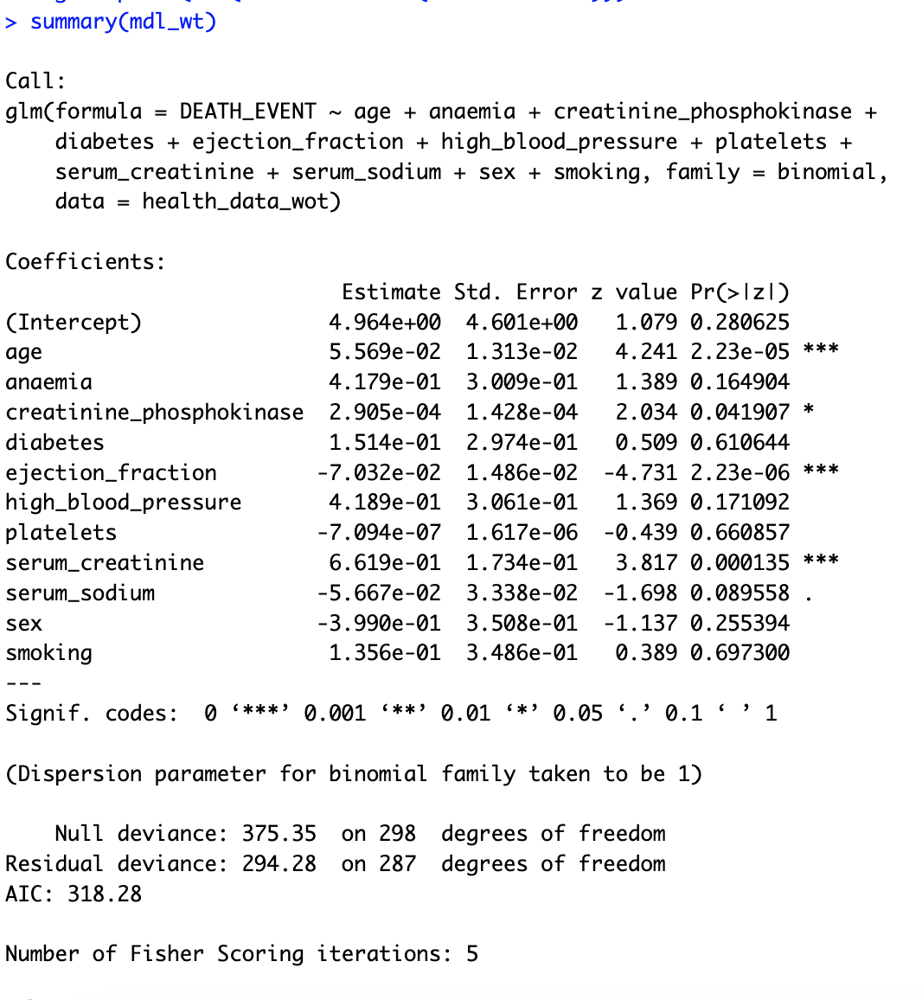 > summary(mdl_wt)
Call:
glm(formula = DEATH_EVENT ~ age + anaemia + creatinine_phosphokinase +
    diabetes + ejection_fraction + high_blood_pressure + platelets +
    serum_creatinine + serum_sodium + sex + smoking, family = binomial,
    data = health_data_wot)
Coefficients:
                           Estimate Std. Error z value Pr(>|z|)
(Intercept)               4.964e+00  4.601e+00   1.079 0.280625
age                       5.569e-02  1.313e-02   4.241 2.23e-05 ***
anaemia                   4.179e-01  3.009e-01   1.389 0.164904
creatinine_phosphokinase  2.905e-04  1.428e-04   2.034 0.041907 *
diabetes                  1.514e-01  2.974e-01   0.509 0.610644
ejection_fraction        -7.032e-02  1.486e-02  -4.731 2.23e-06 ***
high_blood_pressure       4.189e-01  3.061e-01   1.369 0.171092
platelets                -7.094e-07  1.617e-06  -0.439 0.660857
serum_creatinine          6.619e-01  1.734e-01   3.817 0.000135 ***
serum_sodium             -5.667e-02  3.338e-02  -1.698 0.089558 .
sex                      -3.990e-01  3.508e-01  -1.137 0.255394
smoking                   1.356e-01  3.486e-01   0.389 0.697300
---
Signif. codes:  0 ‘***’ 0.001 ‘**’ 0.01 ‘*’ 0.05 ‘.’ 0.1 ‘ ’ 1
(Dispersion parameter for binomial family taken to be 1)
    Null deviance: 375.35  on 298  degrees of freedom
Residual deviance: 294.28  on 287  degrees of freedom
AIC: 318.28
Number of Fisher Scoring iterations: 5